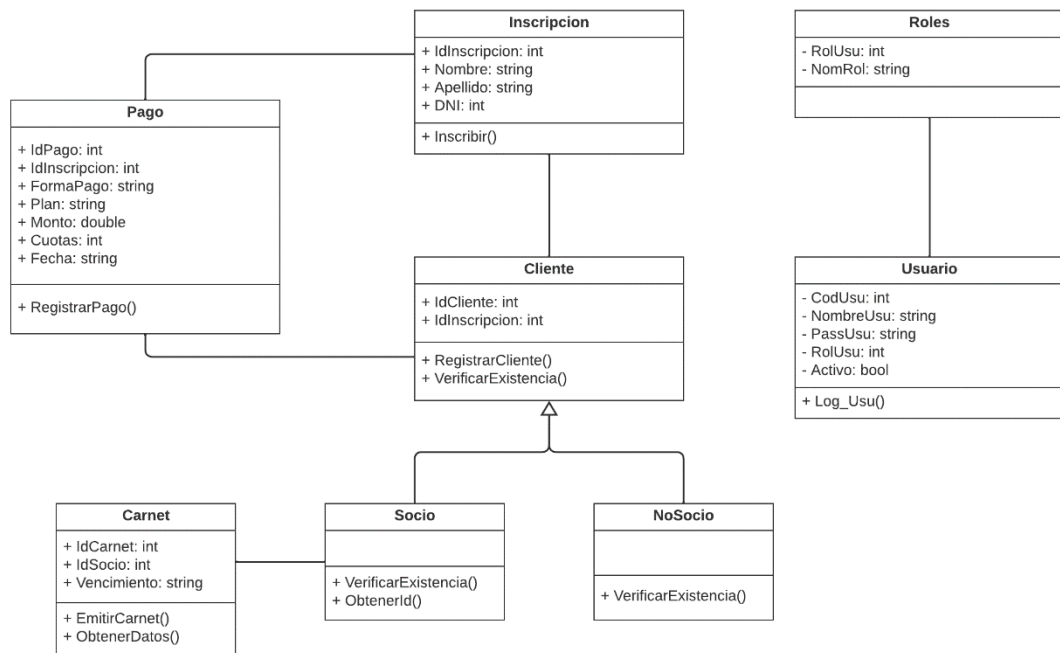 Inscripcion
+ IdInscripcion: int
+ Nombre: string
+ Apellido: string
+ DNI: int
+ Inscribir()
Roles
- RolUsu: int
- NomRol: string
Pago
+ IdPago: int
+ IdInscripcion: int
+ FormaPago: string
+ Plan: string
+ Monto: double
+ Cuotas: int
+ Fecha: string
+ RegistrarPago()
Cliente
+ IdCliente: int
+ IdInscripcion: int
+ RegistrarCliente()
+ VerificarExistencia()
Usuario
- CodUsu: int
- NombreUsu: string
- PassUsu: string
- RolUsu: int
- Activo: bool
+ Log_Usu()
Carnet
+ IdCarnet: int
+ IdSocio: int
+ Vencimiento: string
+ EmitirCarnet()
+ ObtenerDatos()
Socio
+ VerificarExistencia()
+ ObtenerId()
NoSocio
+ VerificarExistencia()